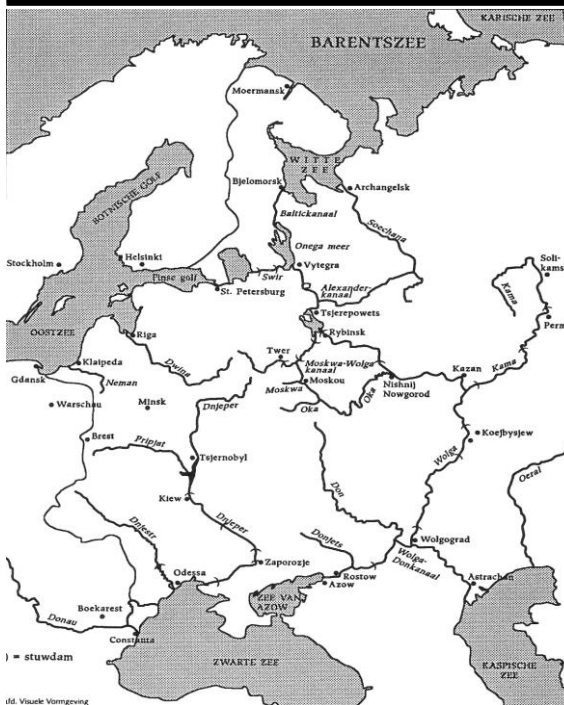 KARISCHE ZEE
BARENTSZEE
Moermansk
WITTE
ZEE
Bjelomorsk
Archangelsk
BOTNISCHE GOLF
Baltickanaal
Soechana
Onega meer
Stockholm
Helsinki
Vytegra
Finse golf
Swir
St. Petersburg
Alexander-
kanaal
Soli-
kamsk
Kama
Tsjerepowets
OOSTZEE
Riga
Rybinsk
Perm
Twer
Klaipeda
Dwina
Moskwa-Wolga
kanaal
Kazan
Kama
Gdansk
Neman
Moskwa
Moskou
Nishnij
Nowgorod
Warschau
Minsk
Dnjeper
Oka
Oka
Koejbysjew
Brest
Pripjat
Wolga
Tsjernobyl
Oeral
Don
Kiew
Dnjestr
Dnjeper
Donjets
Wolgograd
Zaporozje
Wolga-
Donkanaal
Odessa
Rostow
Astrachan
Azow
ZEE VAN
AZOW
Boekarest
Donau
Constanta
) = stuwdam
ZWARTE ZEE
KASPISCHE
ZEE
afd. Visuele Vormgeving